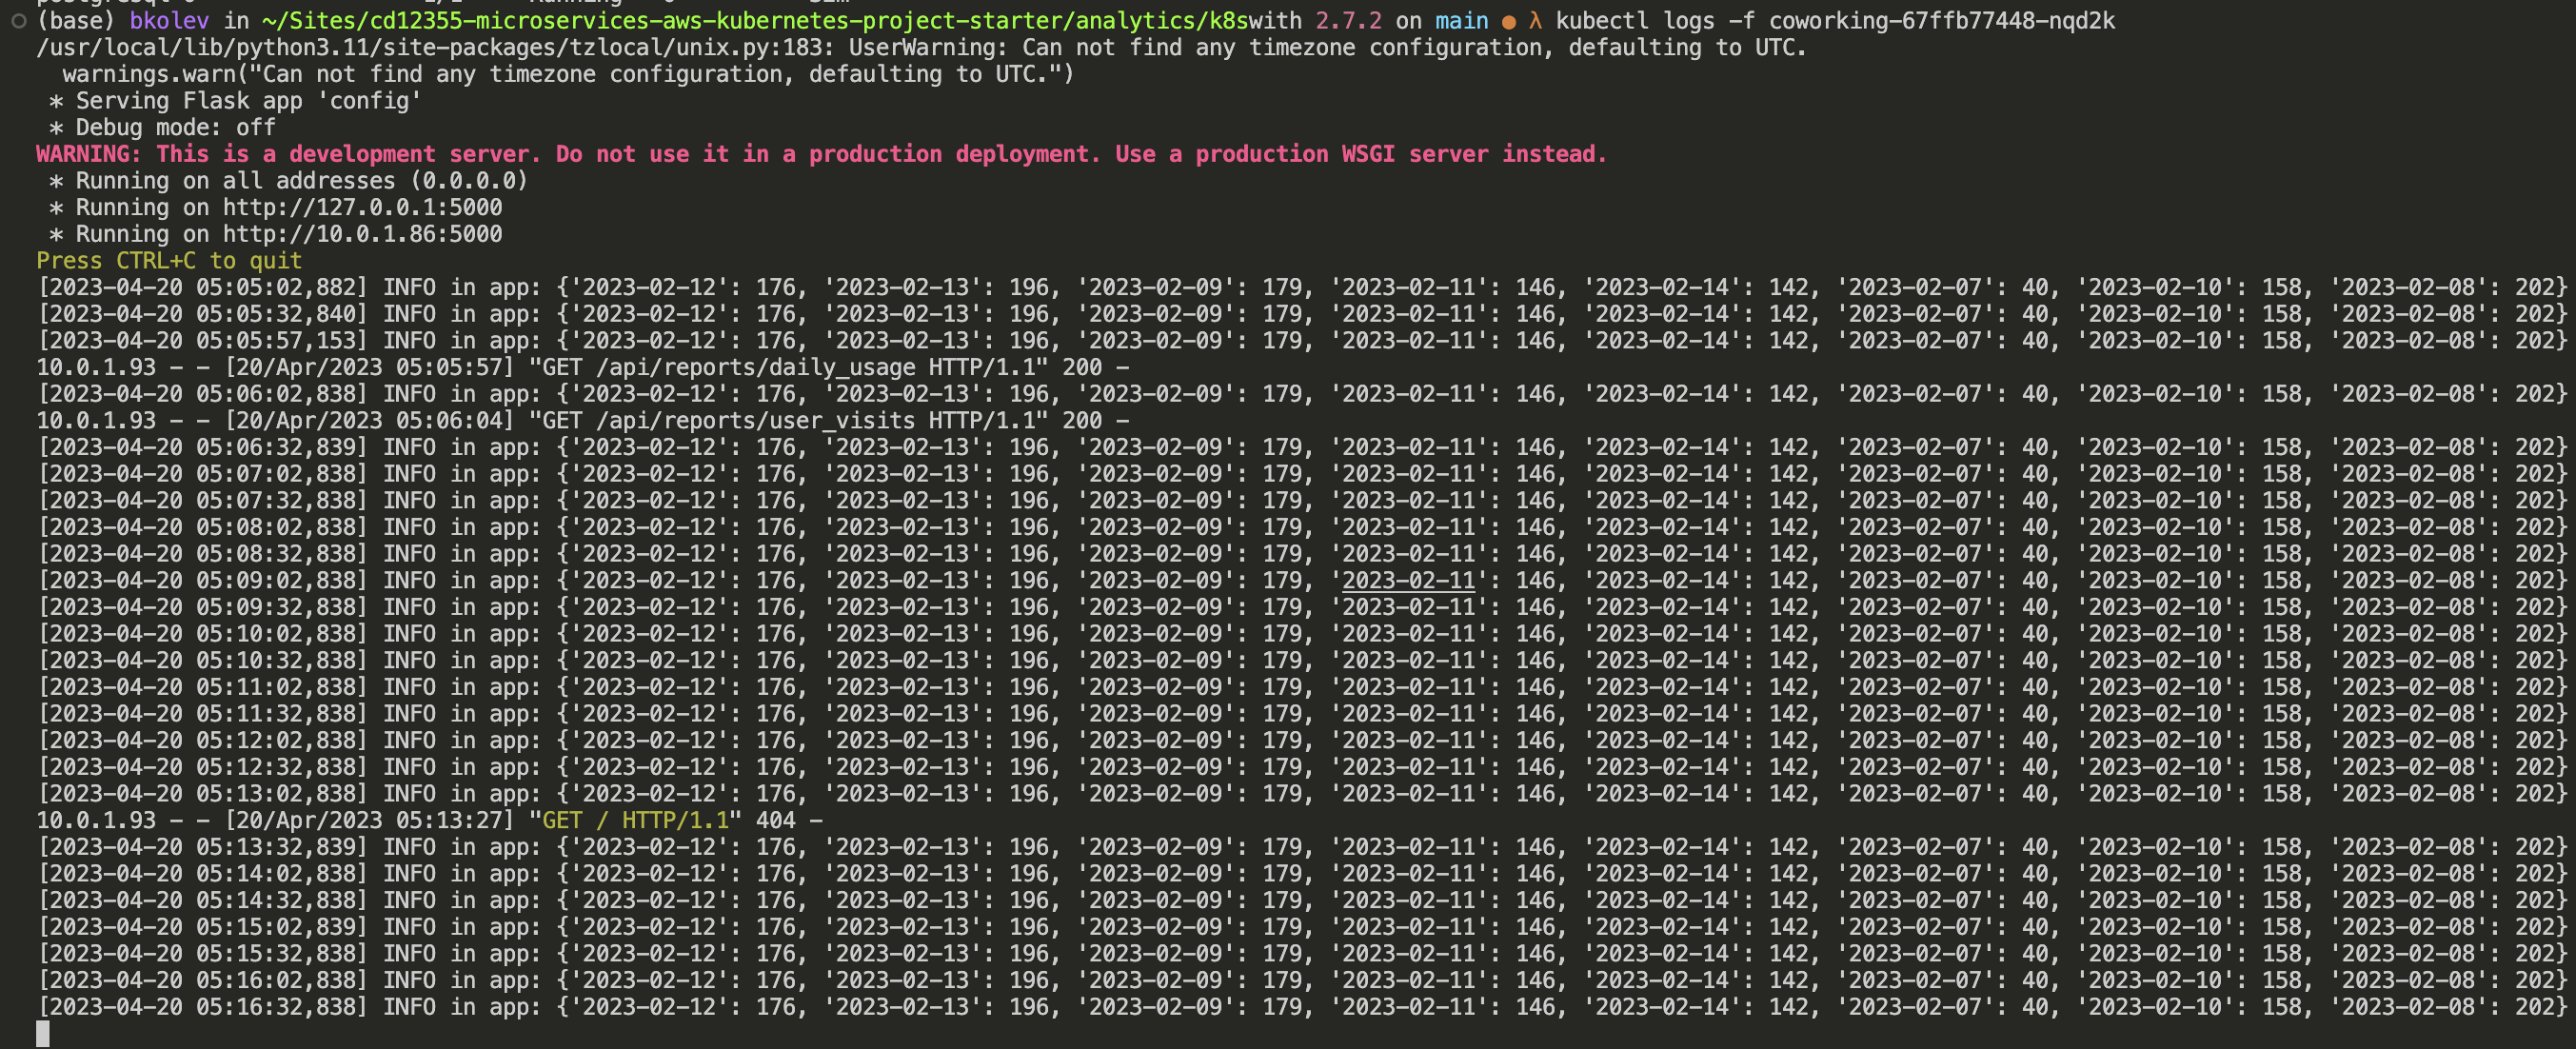 (base) bkolev in ~/Sites/cd12355-microservices-aws-kubernetes-project-starter/analytics/k8swith 2.7.2 on main ● λ kubectl logs -f coworking-67ffb77448-nqd2k
/usr/local/lib/python3.11/site-packages/tzlocal/unix.py:183: UserWarning: Can not find any timezone configuration, defaulting to UTC.
  warnings.warn("Can not find any timezone configuration, defaulting to UTC.")
 * Serving Flask app 'config'
 * Debug mode: off
WARNING: This is a development server. Do not use it in a production deployment. Use a production WSGI server instead.
 * Running on all addresses (0.0.0.0)
 * Running on http://127.0.0.1:5000
 * Running on http://10.0.1.86:5000
Press CTRL+C to quit
[2023-04-20 05:05:02,882] INFO in app: {'2023-02-12': 176, '2023-02-13': 196, '2023-02-09': 179, '2023-02-11': 146, '2023-02-14': 142, '2023-02-07': 40, '2023-02-10': 158, '2023-02-08': 202}
[2023-04-20 05:05:32,840] INFO in app: {'2023-02-12': 176, '2023-02-13': 196, '2023-02-09': 179, '2023-02-11': 146, '2023-02-14': 142, '2023-02-07': 40, '2023-02-10': 158, '2023-02-08': 202}
[2023-04-20 05:05:57,153] INFO in app: {'2023-02-12': 176, '2023-02-13': 196, '2023-02-09': 179, '2023-02-11': 146, '2023-02-14': 142, '2023-02-07': 40, '2023-02-10': 158, '2023-02-08': 202}
10.0.1.93 - - [20/Apr/2023 05:05:57] "GET /api/reports/daily_usage HTTP/1.1" 200 -
[2023-04-20 05:06:02,838] INFO in app: {'2023-02-12': 176, '2023-02-13': 196, '2023-02-09': 179, '2023-02-11': 146, '2023-02-14': 142, '2023-02-07': 40, '2023-02-10': 158, '2023-02-08': 202}
10.0.1.93 - - [20/Apr/2023 05:06:04] "GET /api/reports/user_visits HTTP/1.1" 200 -
[2023-04-20 05:06:32,839] INFO in app: {'2023-02-12': 176, '2023-02-13': 196, '2023-02-09': 179, '2023-02-11': 146, '2023-02-14': 142, '2023-02-07': 40, '2023-02-10': 158, '2023-02-08': 202}
[2023-04-20 05:07:02,838] INFO in app: {'2023-02-12': 176, '2023-02-13': 196, '2023-02-09': 179, '2023-02-11': 146, '2023-02-14': 142, '2023-02-07': 40, '2023-02-10': 158, '2023-02-08': 202}
[2023-04-20 05:07:32,838] INFO in app: {'2023-02-12': 176, '2023-02-13': 196, '2023-02-09': 179, '2023-02-11': 146, '2023-02-14': 142, '2023-02-07': 40, '2023-02-10': 158, '2023-02-08': 202}
[2023-04-20 05:08:02,838] INFO in app: {'2023-02-12': 176, '2023-02-13': 196, '2023-02-09': 179, '2023-02-11': 146, '2023-02-14': 142, '2023-02-07': 40, '2023-02-10': 158, '2023-02-08': 202}
[2023-04-20 05:08:32,838] INFO in app: {'2023-02-12': 176, '2023-02-13': 196, '2023-02-09': 179, '2023-02-11': 146, '2023-02-14': 142, '2023-02-07': 40, '2023-02-10': 158, '2023-02-08': 202}
[2023-04-20 05:09:02,838] INFO in app: {'2023-02-12': 176, '2023-02-13': 196, '2023-02-09': 179, '2023-02-11': 146, '2023-02-14': 142, '2023-02-07': 40, '2023-02-10': 158, '2023-02-08': 202}
[2023-04-20 05:09:32,838] INFO in app: {'2023-02-12': 176, '2023-02-13': 196, '2023-02-09': 179, '2023-02-11': 146, '2023-02-14': 142, '2023-02-07': 40, '2023-02-10': 158, '2023-02-08': 202}
[2023-04-20 05:10:02,838] INFO in app: {'2023-02-12': 176, '2023-02-13': 196, '2023-02-09': 179, '2023-02-11': 146, '2023-02-14': 142, '2023-02-07': 40, '2023-02-10': 158, '2023-02-08': 202}
[2023-04-20 05:10:32,838] INFO in app: {'2023-02-12': 176, '2023-02-13': 196, '2023-02-09': 179, '2023-02-11': 146, '2023-02-14': 142, '2023-02-07': 40, '2023-02-10': 158, '2023-02-08': 202}
[2023-04-20 05:11:02,838] INFO in app: {'2023-02-12': 176, '2023-02-13': 196, '2023-02-09': 179, '2023-02-11': 146, '2023-02-14': 142, '2023-02-07': 40, '2023-02-10': 158, '2023-02-08': 202}
[2023-04-20 05:11:32,838] INFO in app: {'2023-02-12': 176, '2023-02-13': 196, '2023-02-09': 179, '2023-02-11': 146, '2023-02-14': 142, '2023-02-07': 40, '2023-02-10': 158, '2023-02-08': 202}
[2023-04-20 05:12:02,838] INFO in app: {'2023-02-12': 176, '2023-02-13': 196, '2023-02-09': 179, '2023-02-11': 146, '2023-02-14': 142, '2023-02-07': 40, '2023-02-10': 158, '2023-02-08': 202}
[2023-04-20 05:12:32,838] INFO in app: {'2023-02-12': 176, '2023-02-13': 196, '2023-02-09': 179, '2023-02-11': 146, '2023-02-14': 142, '2023-02-07': 40, '2023-02-10': 158, '2023-02-08': 202}
[2023-04-20 05:13:02,838] INFO in app: {'2023-02-12': 176, '2023-02-13': 196, '2023-02-09': 179, '2023-02-11': 146, '2023-02-14': 142, '2023-02-07': 40, '2023-02-10': 158, '2023-02-08': 202}
10.0.1.93 - - [20/Apr/2023 05:13:27] "GET / HTTP/1.1" 404 -
[2023-04-20 05:13:32,839] INFO in app: {'2023-02-12': 176, '2023-02-13': 196, '2023-02-09': 179, '2023-02-11': 146, '2023-02-14': 142, '2023-02-07': 40, '2023-02-10': 158, '2023-02-08': 202}
[2023-04-20 05:14:02,838] INFO in app: {'2023-02-12': 176, '2023-02-13': 196, '2023-02-09': 179, '2023-02-11': 146, '2023-02-14': 142, '2023-02-07': 40, '2023-02-10': 158, '2023-02-08': 202}
[2023-04-20 05:14:32,838] INFO in app: {'2023-02-12': 176, '2023-02-13': 196, '2023-02-09': 179, '2023-02-11': 146, '2023-02-14': 142, '2023-02-07': 40, '2023-02-10': 158, '2023-02-08': 202}
[2023-04-20 05:15:02,839] INFO in app: {'2023-02-12': 176, '2023-02-13': 196, '2023-02-09': 179, '2023-02-11': 146, '2023-02-14': 142, '2023-02-07': 40, '2023-02-10': 158, '2023-02-08': 202}
[2023-04-20 05:15:32,838] INFO in app: {'2023-02-12': 176, '2023-02-13': 196, '2023-02-09': 179, '2023-02-11': 146, '2023-02-14': 142, '2023-02-07': 40, '2023-02-10': 158, '2023-02-08': 202}
[2023-04-20 05:16:02,838] INFO in app: {'2023-02-12': 176, '2023-02-13': 196, '2023-02-09': 179, '2023-02-11': 146, '2023-02-14': 142, '2023-02-07': 40, '2023-02-10': 158, '2023-02-08': 202}
[2023-04-20 05:16:32,838] INFO in app: {'2023-02-12': 176, '2023-02-13': 196, '2023-02-09': 179, '2023-02-11': 146, '2023-02-14': 142, '2023-02-07': 40, '2023-02-10': 158, '2023-02-08': 202}